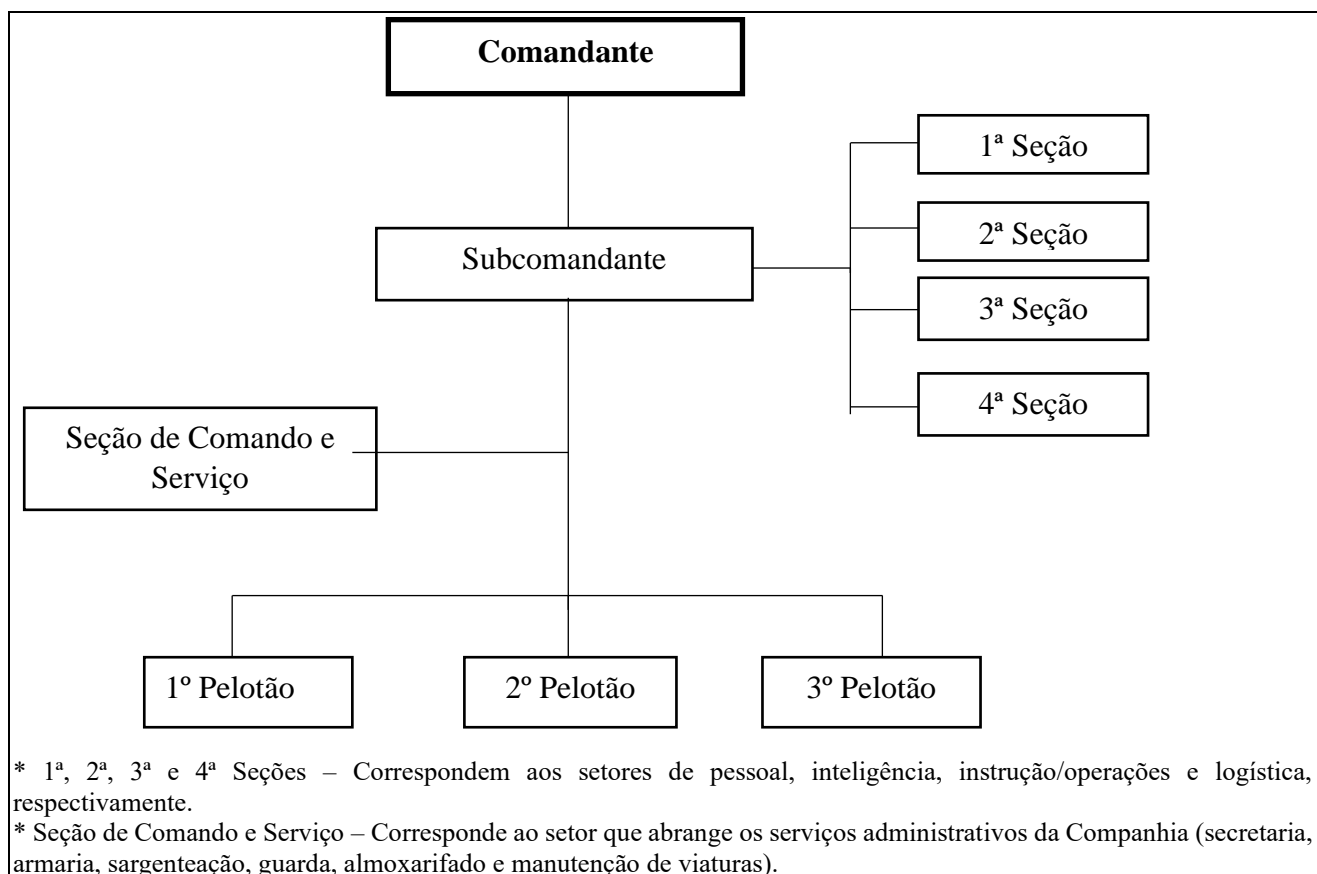 Comandante
1ª Seção
2ª Seção
Subcomandante
3ª Seção
4ª Seção
Seção de Comando e
Serviço
1º Pelotão
2º Pelotão
3º Pelotão
* 1ª, 2ª, 3ª e 4ª Seções – Correspondem aos setores de pessoal, inteligência, instrução/operações e logística,
respectivamente.
* Seção de Comando e Serviço – Corresponde ao setor que abrange os serviços administrativos da Companhia (secretaria,
armaria, sargenteação, guarda, almoxarifado e manutenção de viaturas).